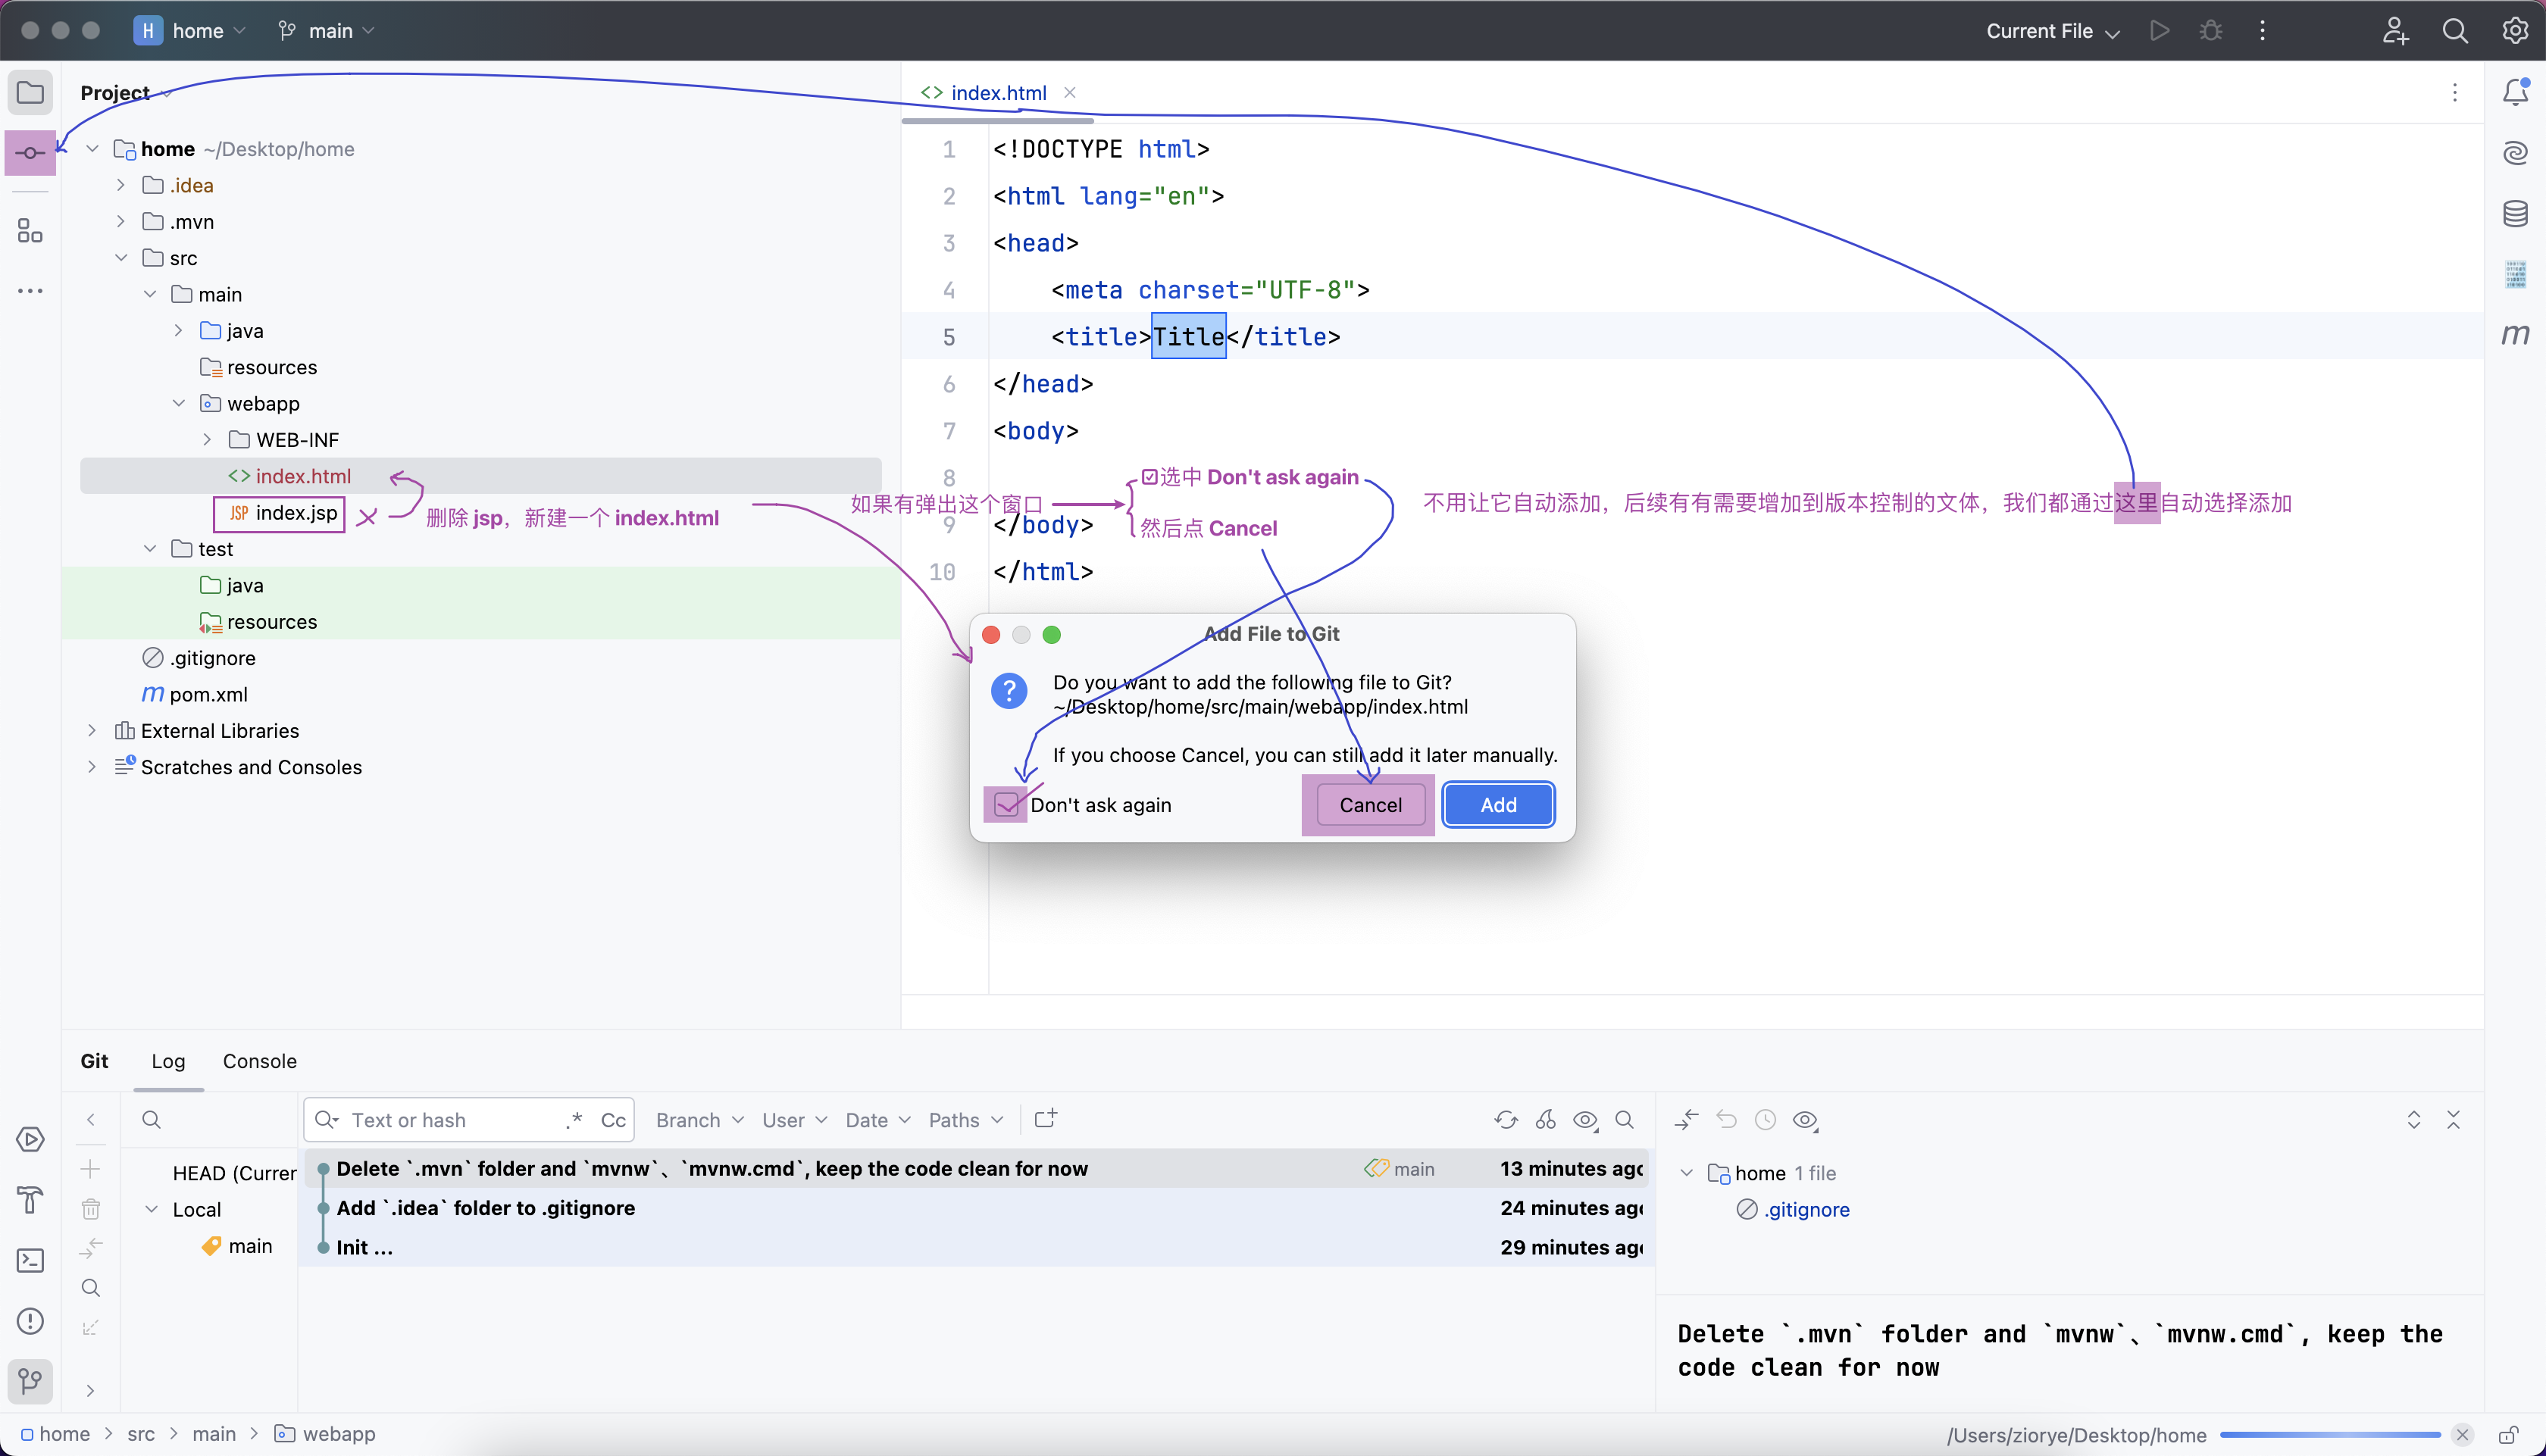 H home main Current File
Project
index.html
home ~/Desktop/home
.idea
.mvn
src
main
java
resources
webapp
WEB-INF
index.html
JSP index.jsp
删除 jsp，新建一个 index.html
test
java
resources
.gitignore
m pom.xml
External Libraries
Scratches and Consoles
1 <!DOCTYPE html>
2 <html lang="en">
3 <head>
4 <meta charset="UTF-8">
5 <title>Title</title>
6 </head>
7 <body>
8
9 </body>
10 </html>
如果有弹出这个窗口
选中 Don't ask again
然后点 Cancel
不用让它自动添加，后续有有需要增加到版本控制的文体，我们都通过这里自动选择添加
m
Add File to Git
Do you want to add the following file to Git?
~/Desktop/home/src/main/webapp/index.html
If you choose Cancel, you can still add it later manually.
Don't ask again Cancel Add
Git Log Console
Text or hash .* Cc Branch User Date Paths
HEAD (Curren
Local
main
Delete `.mvn` folder and `mvnw`、`mvnw.cmd`, keep the code clean for now main 13 minutes ago
Add `.idea` folder to .gitignore 24 minutes ago
Init ... 29 minutes ago
home 1 file
.gitignore
Delete `.mvn` folder and `mvnw`、`mvnw.cmd`, keep the
code clean for now
home > src > main > webapp
/Users/ziorye/Desktop/home